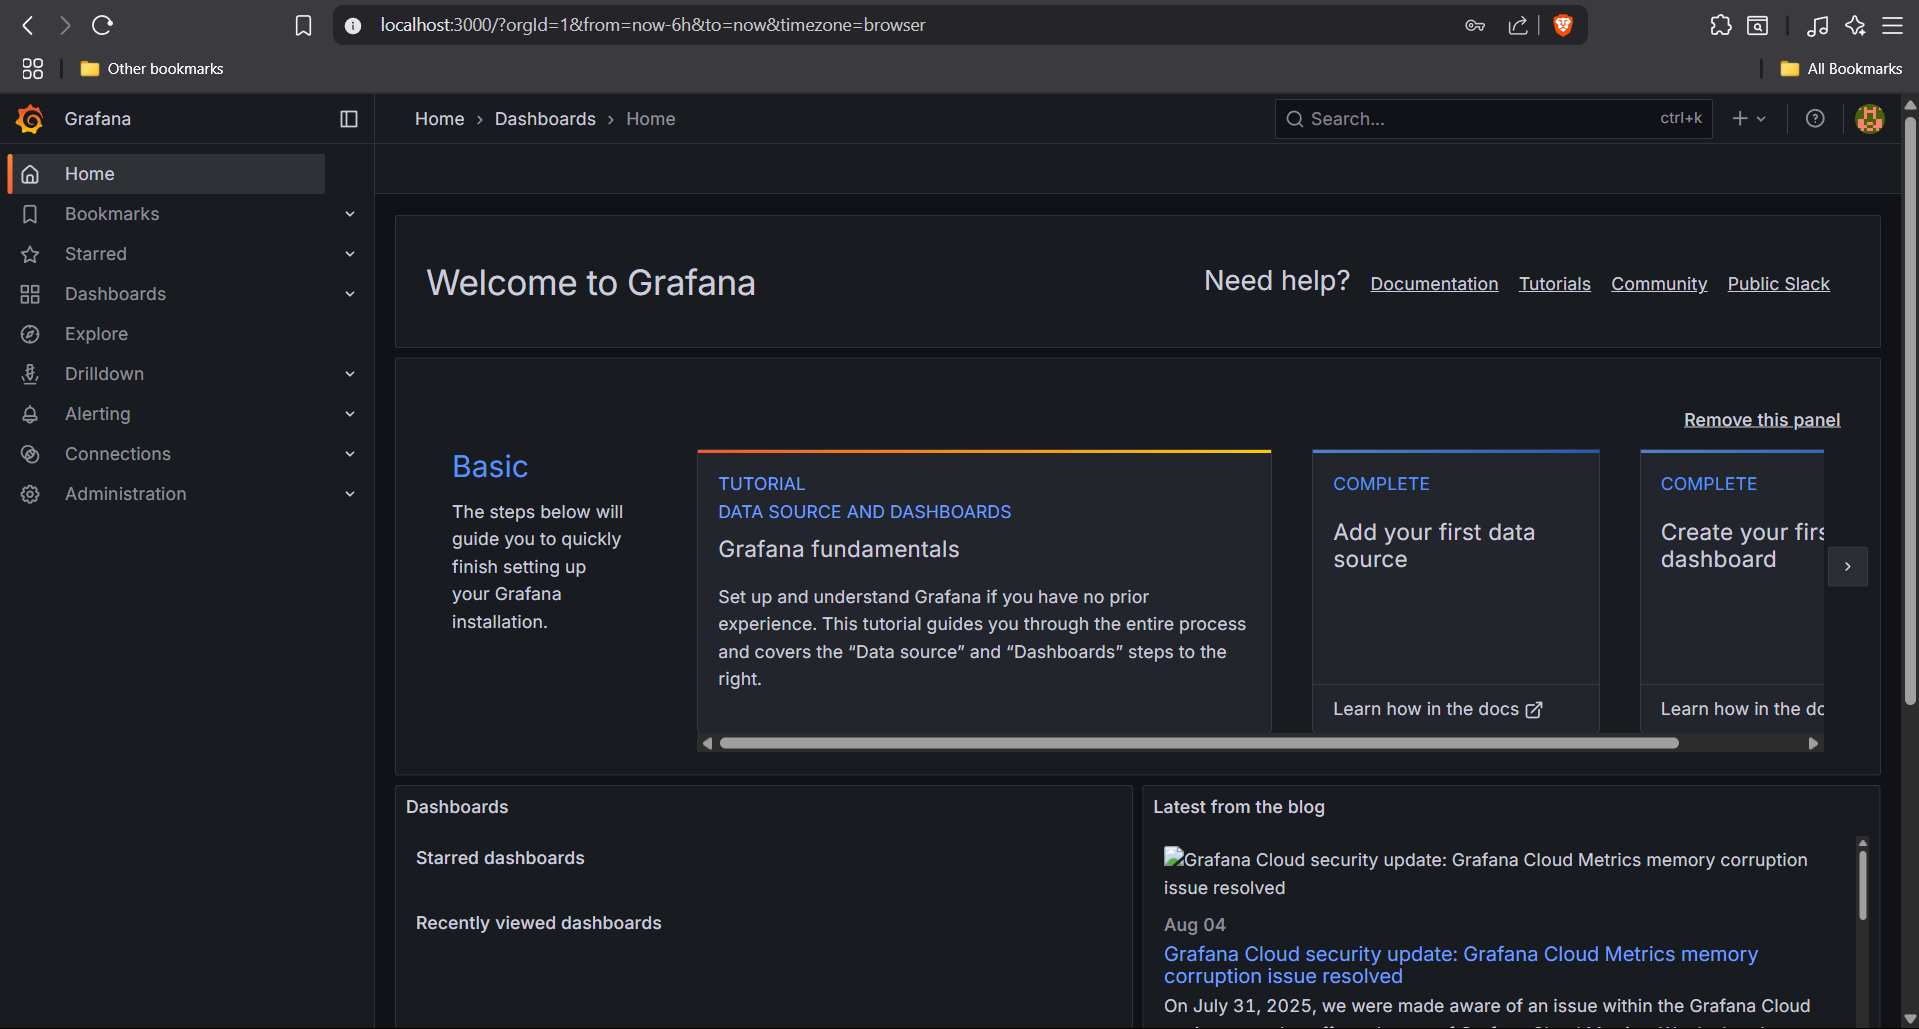 localhost:3000/?orgId=1&from=now-6h&to=now&timezone=browser
Other bookmarks
All Bookmarks
Grafana
Home › Dashboards › Home
Search...
ctrl+k
Home
Bookmarks
Starred
Dashboards
Explore
Drilldown
Alerting
Connections
Administration
Welcome to Grafana
Need help?
Documentation
Tutorials
Community
Public Slack
Remove this panel
Basic
The steps below will
guide you to quickly
finish setting up
your Grafana
installation.
TUTORIAL
DATA SOURCE AND DASHBOARDS
Grafana fundamentals
Set up and understand Grafana if you have no prior
experience. This tutorial guides you through the entire process
and covers the “Data source” and “Dashboards” steps to the
right.
COMPLETE
Add your first data
source
Learn how in the docs
COMPLETE
Create your firs
dashboard
Learn how in the do
Dashboards
Starred dashboards
Recently viewed dashboards
Latest from the blog
Grafana Cloud security update: Grafana Cloud Metrics memory corruption
issue resolved
Aug 04
Grafana Cloud security update: Grafana Cloud Metrics memory
corruption issue resolved
On July 31, 2025, we were made aware of an issue within the Grafana Cloud